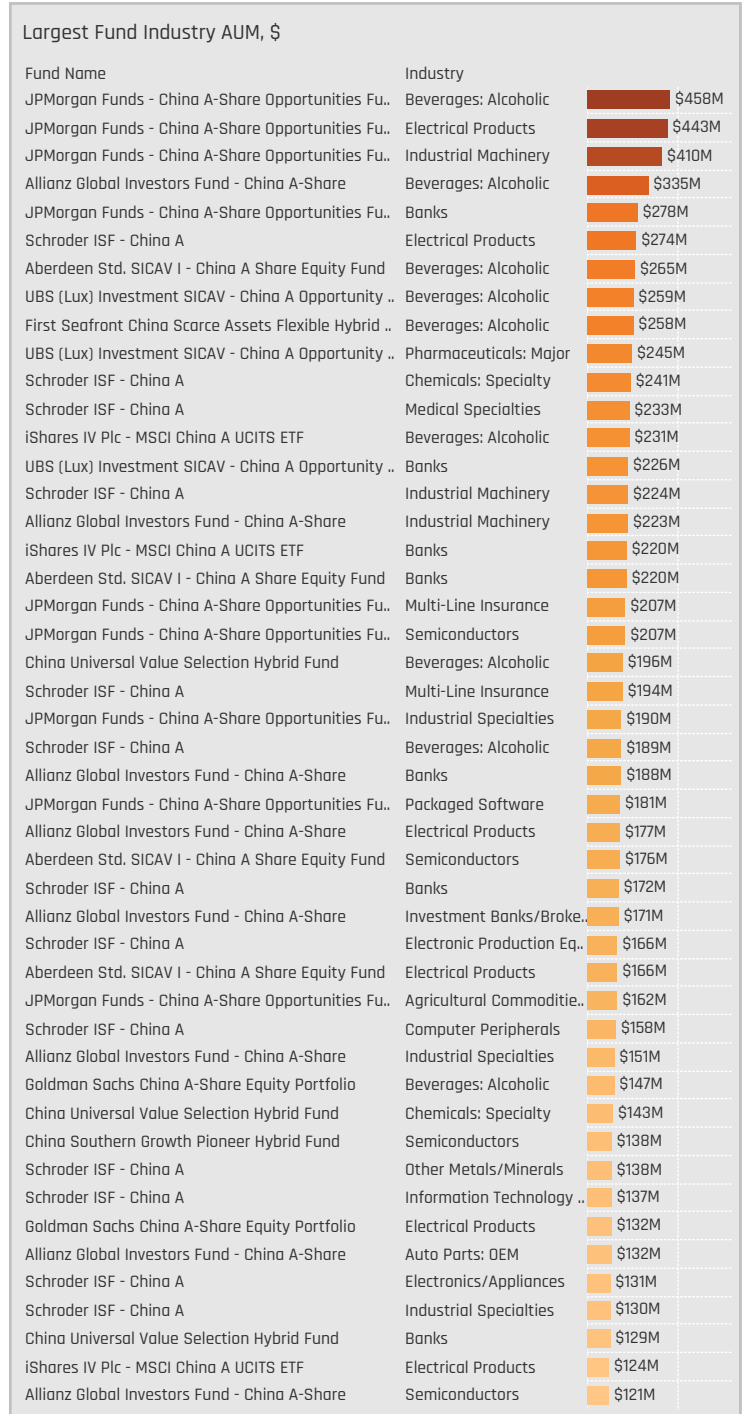 Largest Fund Industry AUM, $
Fund Name Industry
JPMorgan Funds - China A-Share Opportunities Fu.. Beverages: Alcoholic $458M
JPMorgan Funds - China A-Share Opportunities Fu.. Electrical Products $443M
JPMorgan Funds - China A-Share Opportunities Fu.. Industrial Machinery $410M
Allianz Global Investors Fund - China A-Share Beverages: Alcoholic $335M
JPMorgan Funds - China A-Share Opportunities Fu.. Banks $278M
Schroder ISF - China A Electrical Products $274M
Aberdeen Std. SICAV I - China A Share Equity Fund Beverages: Alcoholic $265M
UBS (Lux) Investment SICAV - China A Opportunity .. Beverages: Alcoholic $259M
First Seafront China Scarce Assets Flexible Hybrid .. Beverages: Alcoholic $258M
UBS (Lux) Investment SICAV - China A Opportunity .. Pharmaceuticals: Major $245M
Schroder ISF - China A Chemicals: Specialty $241M
Schroder ISF - China A Medical Specialties $233M
iShares IV Plc - MSCI China A UCITS ETF Beverages: Alcoholic $231M
UBS (Lux) Investment SICAV - China A Opportunity .. Banks $226M
Schroder ISF - China A Industrial Machinery $224M
Allianz Global Investors Fund - China A-Share Industrial Machinery $223M
iShares IV Plc - MSCI China A UCITS ETF Banks $220M
Aberdeen Std. SICAV I - China A Share Equity Fund Banks $220M
JPMorgan Funds - China A-Share Opportunities Fu.. Multi-Line Insurance $207M
JPMorgan Funds - China A-Share Opportunities Fu.. Semiconductors $207M
China Universal Value Selection Hybrid Fund Beverages: Alcoholic $196M
Schroder ISF - China A Multi-Line Insurance $194M
JPMorgan Funds - China A-Share Opportunities Fu.. Industrial Specialties $190M
Schroder ISF - China A Beverages: Alcoholic $189M
Allianz Global Investors Fund - China A-Share Banks $188M
JPMorgan Funds - China A-Share Opportunities Fu.. Packaged Software $181M
Allianz Global Investors Fund - China A-Share Electrical Products $177M
Aberdeen Std. SICAV I - China A Share Equity Fund Semiconductors $176M
Schroder ISF - China A Banks $172M
Allianz Global Investors Fund - China A-Share Investment Banks/Broke.. $171M
Schroder ISF - China A Electronic Production Eq.. $166M
Aberdeen Std. SICAV I - China A Share Equity Fund Electrical Products $166M
JPMorgan Funds - China A-Share Opportunities Fu.. Agricultural Commoditie.. $162M
Schroder ISF - China A Computer Peripherals $158M
Allianz Global Investors Fund - China A-Share Industrial Specialties $151M
Goldman Sachs China A-Share Equity Portfolio Beverages: Alcoholic $147M
China Universal Value Selection Hybrid Fund Chemicals: Specialty $143M
China Southern Growth Pioneer Hybrid Fund Semiconductors $138M
Schroder ISF - China A Other Metals/Minerals $138M
Schroder ISF - China A Information Technology .. $137M
Goldman Sachs China A-Share Equity Portfolio Electrical Products $132M
Allianz Global Investors Fund - China A-Share Auto Parts: OEM $132M
Schroder ISF - China A Electronics/Appliances $131M
Schroder ISF - China A Industrial Specialties $130M
China Universal Value Selection Hybrid Fund Banks $129M
iShares IV Plc - MSCI China A UCITS ETF Electrical Products $124M
Allianz Global Investors Fund - China A-Share Semiconductors $121M